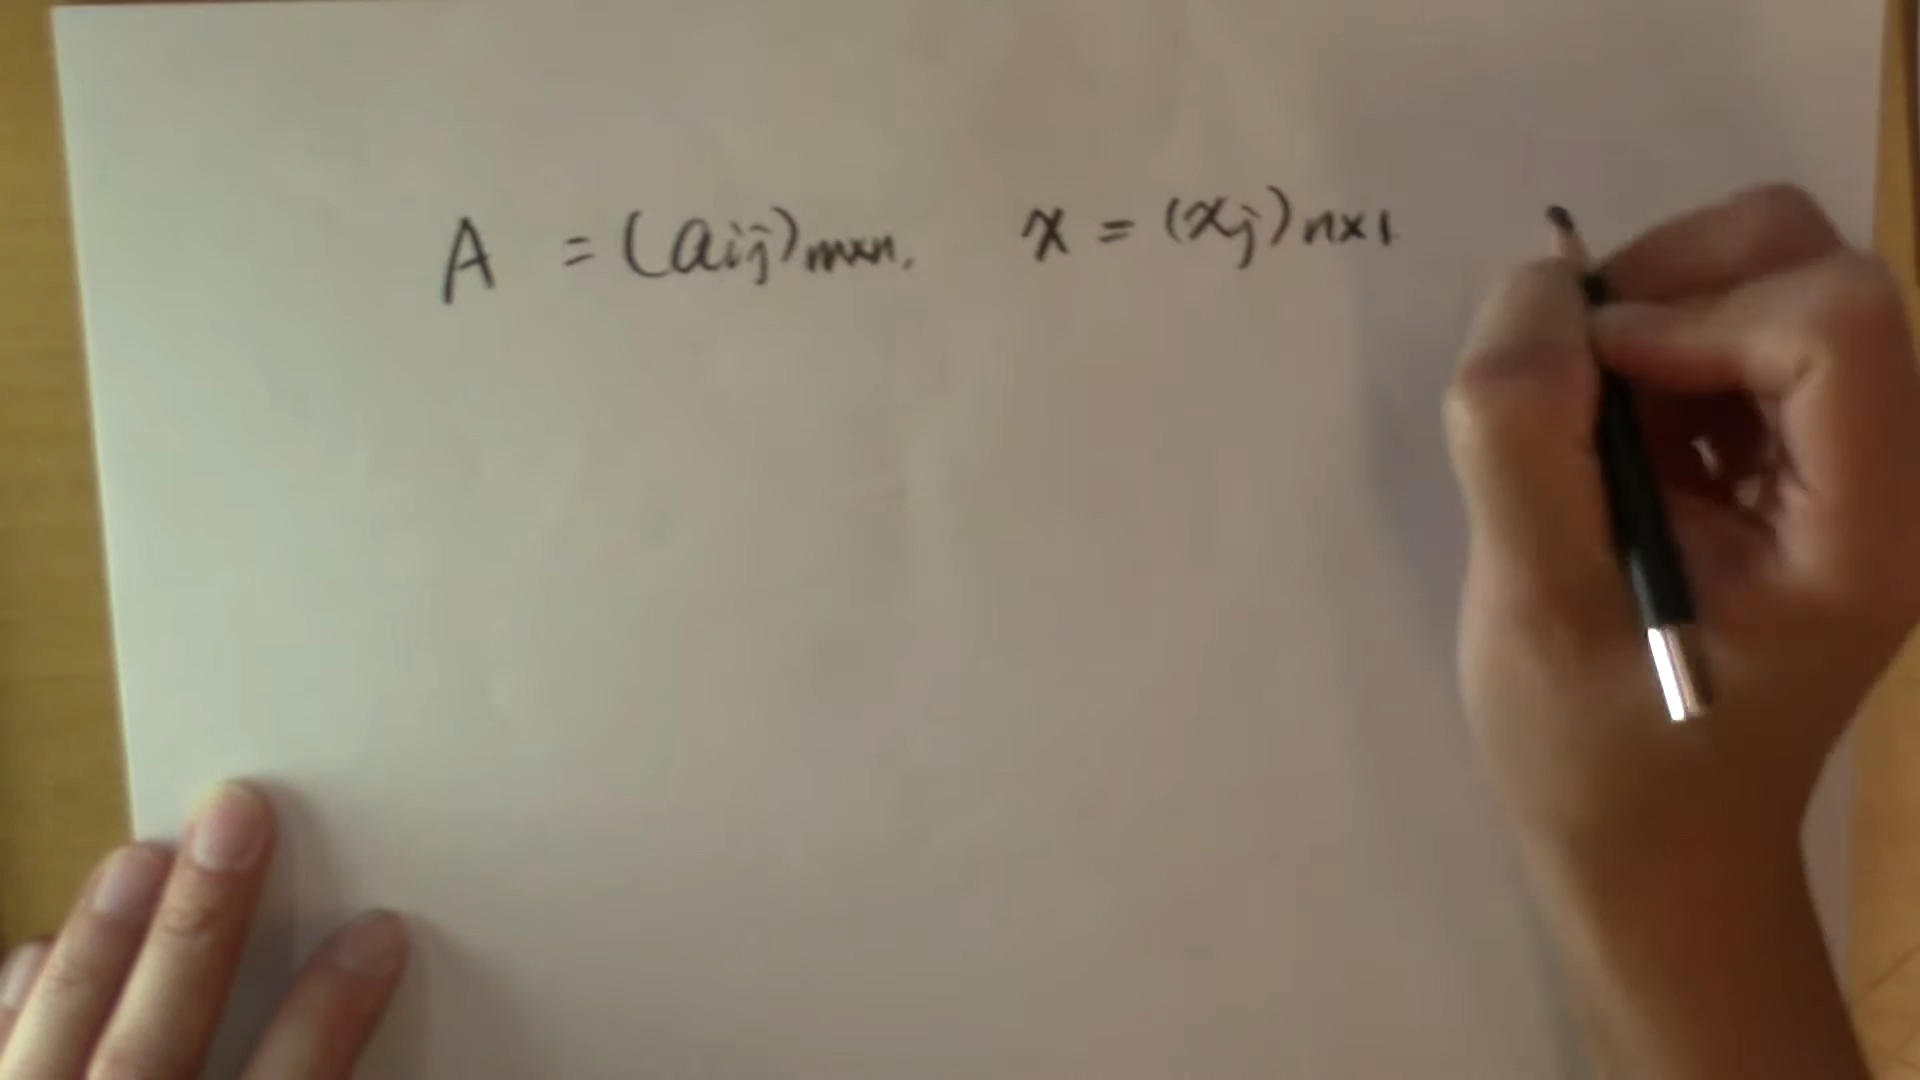 A = (aij)m×n. x = (xj)n×1